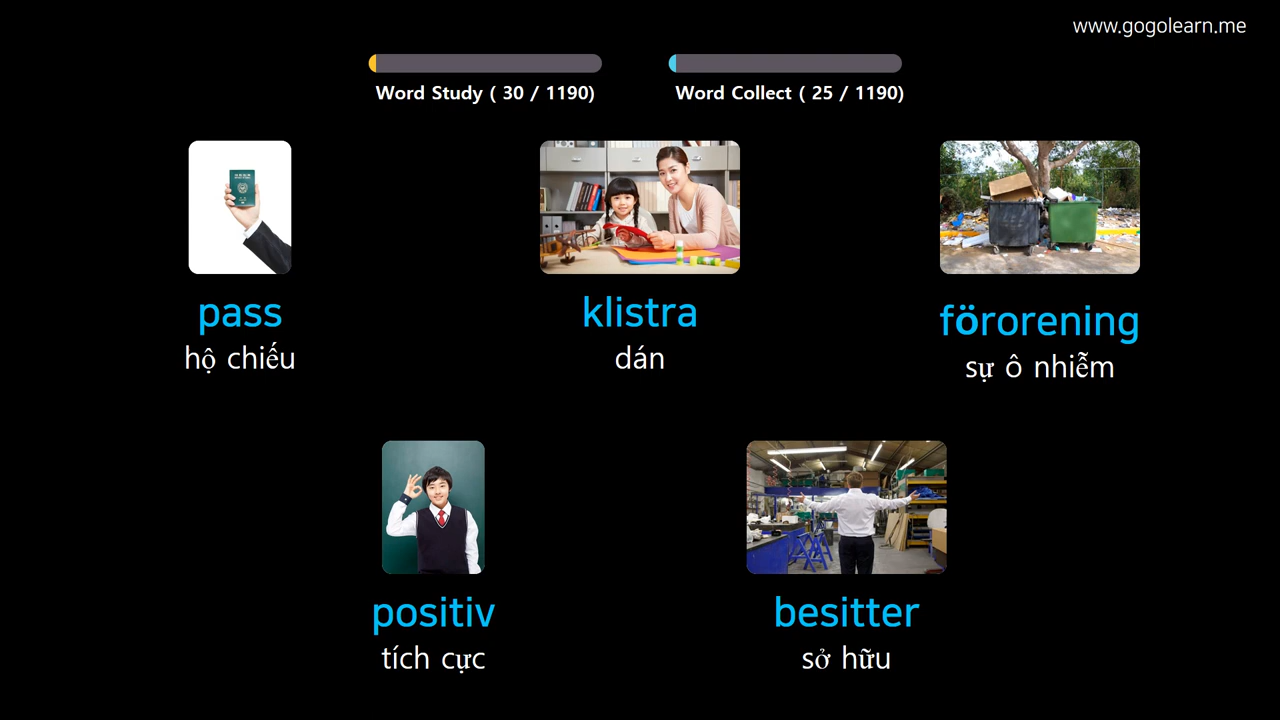 www.gogolearn.me
Word Study ( 30 / 1190)
Word Collect ( 25 / 1190)
pass
hộ chiếu
klistra
dán
förorening
sự ô nhiễm
positiv
tích cực
besitter
sở hữu